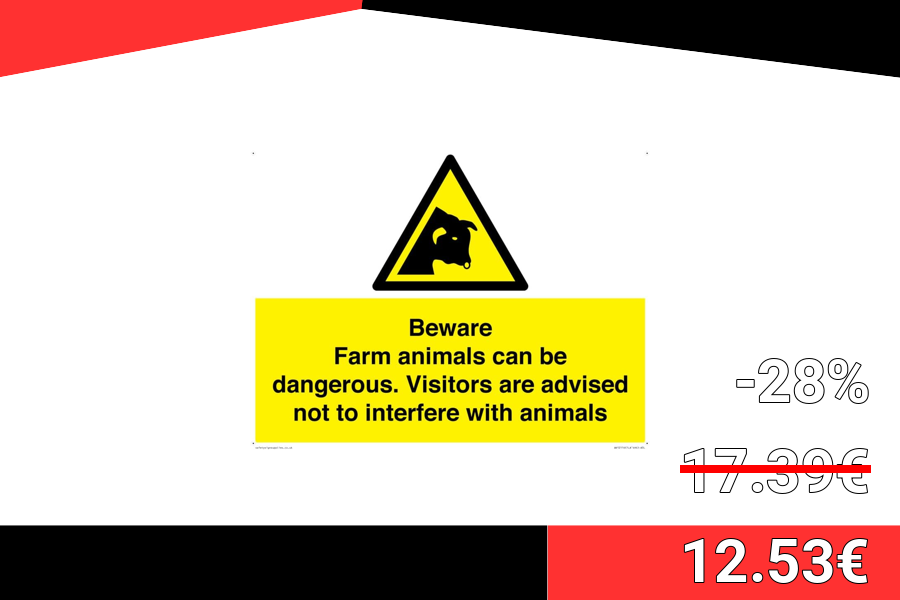 Beware
Farm animals can be
dangerous. Visitors are advised
not to interfere with animals
-28%
17.39€
12.53€